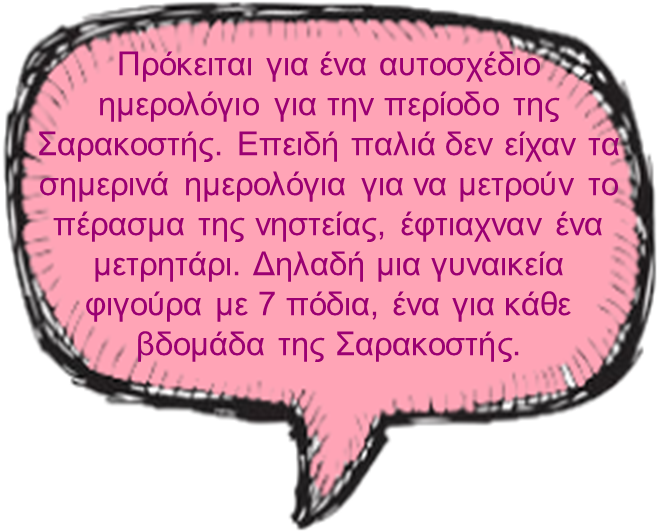 Πρόκειται για ένα αυτοσχέδιο
ημερολόγιο για την περίοδο της
Σαρακοστής. Επειδή παλιά δεν είχαν τα
σημερινά ημερολόγια για να μετρούν το
πέρασμα της νηστείας, έφτιαχναν ένα
μετρητάρι. Δηλαδή μια γυναικεία
φιγούρα με 7 πόδια, ένα για κάθε
βδομάδα της Σαρακοστής.